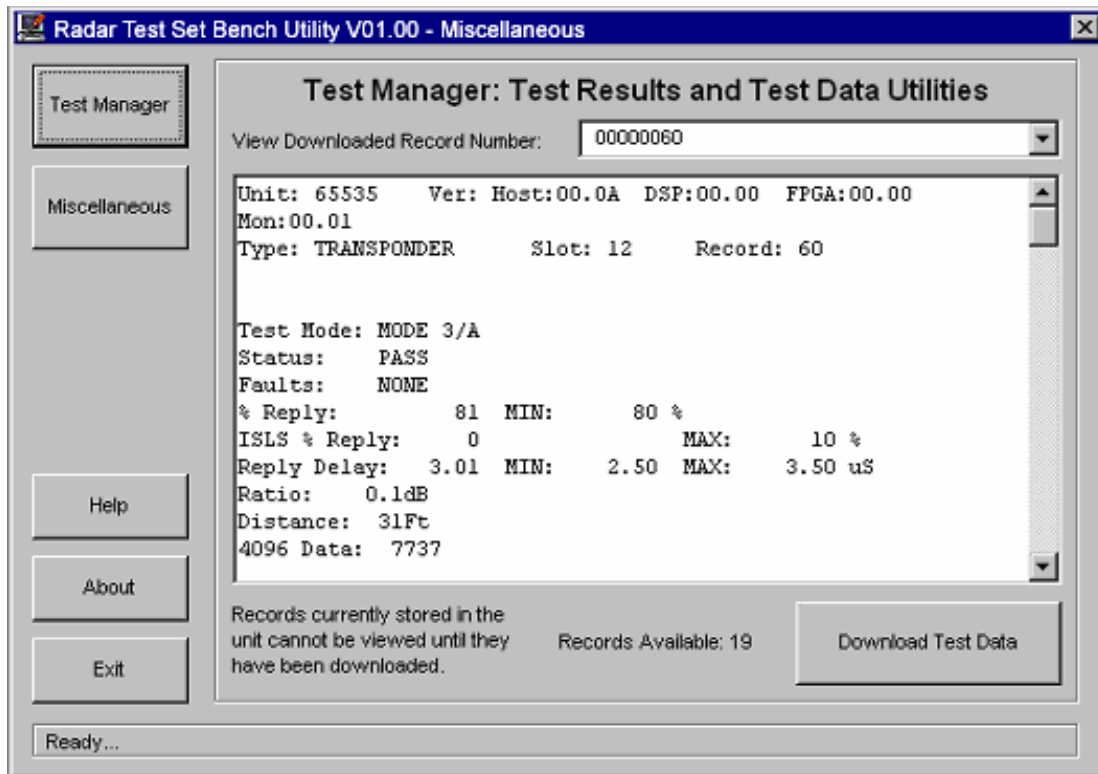 Radar Test Set Bench Utility V01.00 - Miscellaneous
Test Manager
Miscellaneous
Help
About
Exit
Test Manager: Test Results and Test Data Utilities
View Downloaded Record Number: 00000060
Unit: 65535 Ver: Host:00.0A DSP:00.00 FPGA:00.00
Mon:00.01
Type: TRANSPONDER Slot: 12 Record: 60
Test Mode: MODE 3/A
Status: PASS
Faults: NONE
% Reply: 81 MIN: 80 %
ISLS % Reply: 0 MAX: 10 %
Reply Delay: 3.01 MIN: 2.50 MAX: 3.50 uS
Ratio: 0.1dB
Distance: 31Ft
4096 Data: 7737
Records currently stored in the
unit cannot be viewed until they
have been downloaded.
Records Available: 19
Download Test Data
Ready...